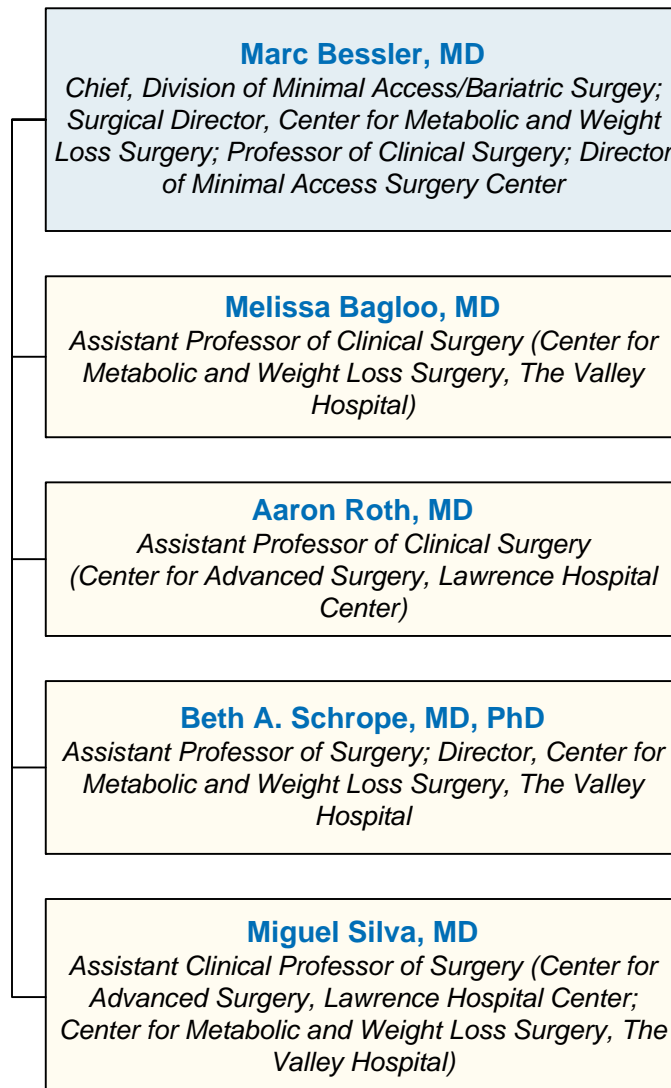 Marc Bessler, MD
Chief, Division of Minimal Access/Bariatric Surgey;
Surgical Director, Center for Metabolic and Weight
Loss Surgery; Professor of Clinical Surgery; Director
of Minimal Access Surgery Center
Melissa Bagloo, MD
Assistant Professor of Clinical Surgery (Center for
Metabolic and Weight Loss Surgery, The Valley
Hospital)
Aaron Roth, MD
Assistant Professor of Clinical Surgery
(Center for Advanced Surgery, Lawrence Hospital
Center)
Beth A. Schrope, MD, PhD
Assistant Professor of Surgery; Director, Center for
Metabolic and Weight Loss Surgery, The Valley
Hospital
Miguel Silva, MD
Assistant Clinical Professor of Surgery (Center for
Advanced Surgery, Lawrence Hospital Center;
Center for Metabolic and Weight Loss Surgery, The
Valley Hospital)